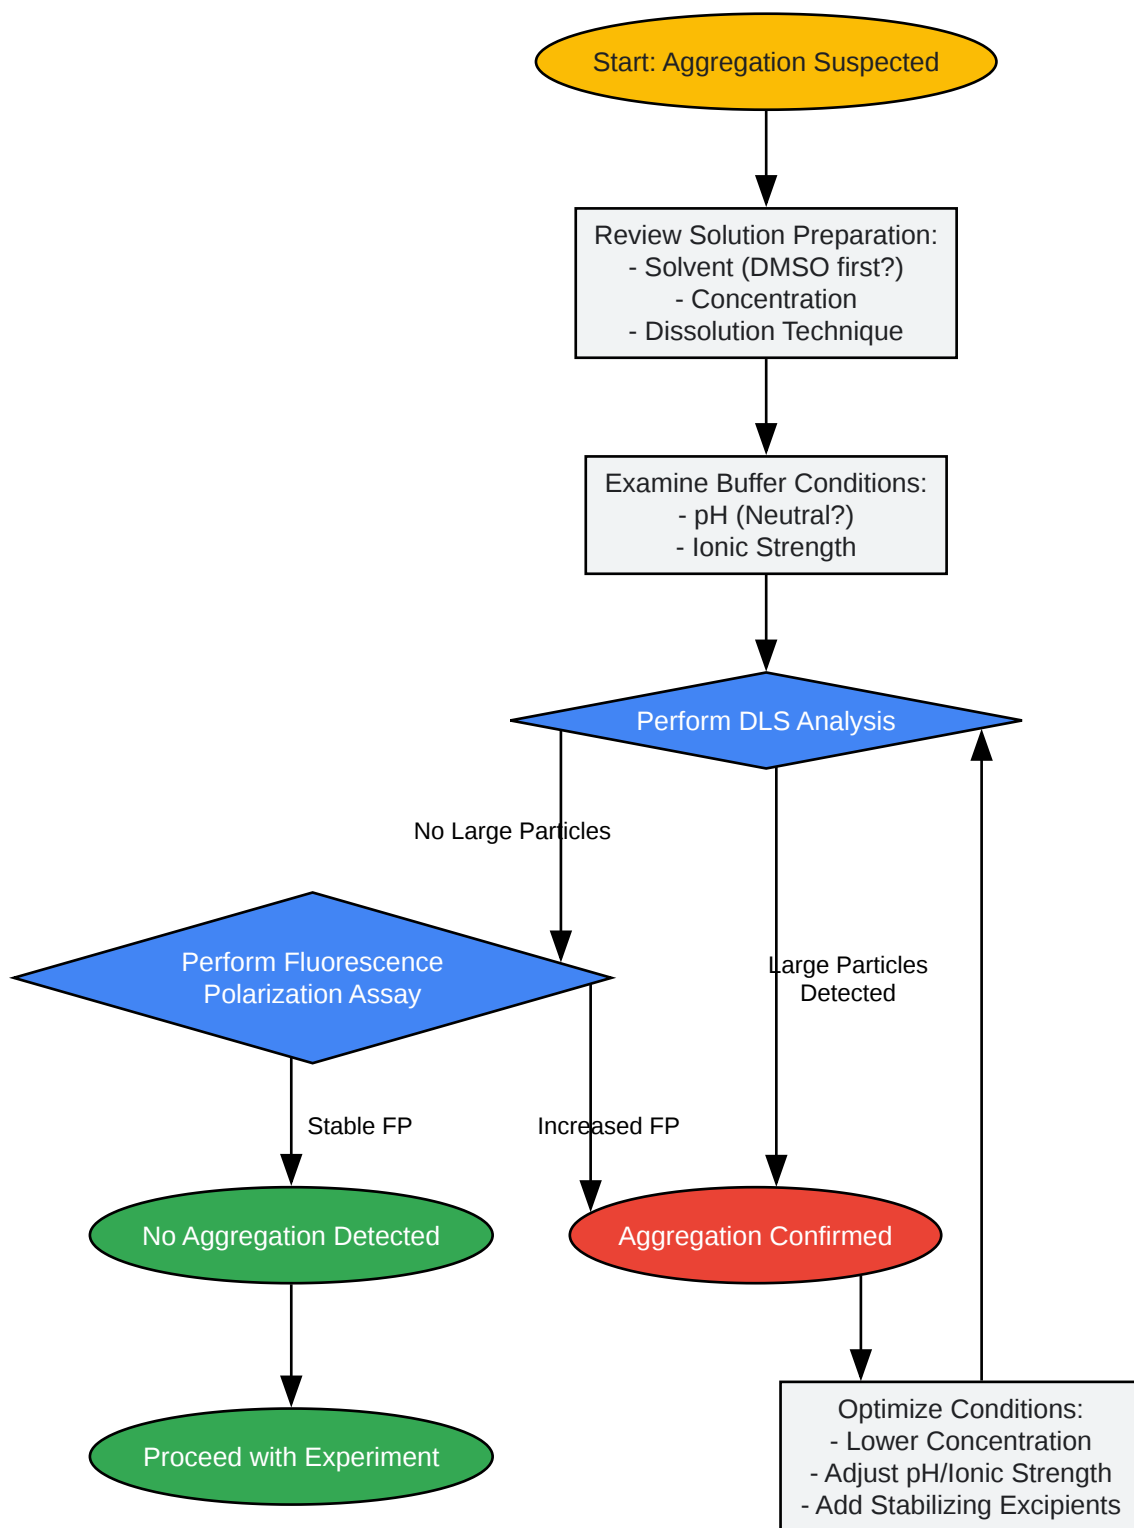 Start: Aggregation Suspected
Review Solution Preparation:
- Solvent (DMSO first?)
- Concentration
- Dissolution Technique
Examine Buffer Conditions:
- pH (Neutral?)
- Ionic Strength
Perform DLS Analysis
No Large Particles
Perform Fluorescence
Polarization Assay
Large Particles
Detected
Stable FP
Increased FP
No Aggregation Detected
Aggregation Confirmed
Proceed with Experiment
Optimize Conditions:
- Lower Concentration
- Adjust pH/Ionic Strength
- Add Stabilizing Excipients